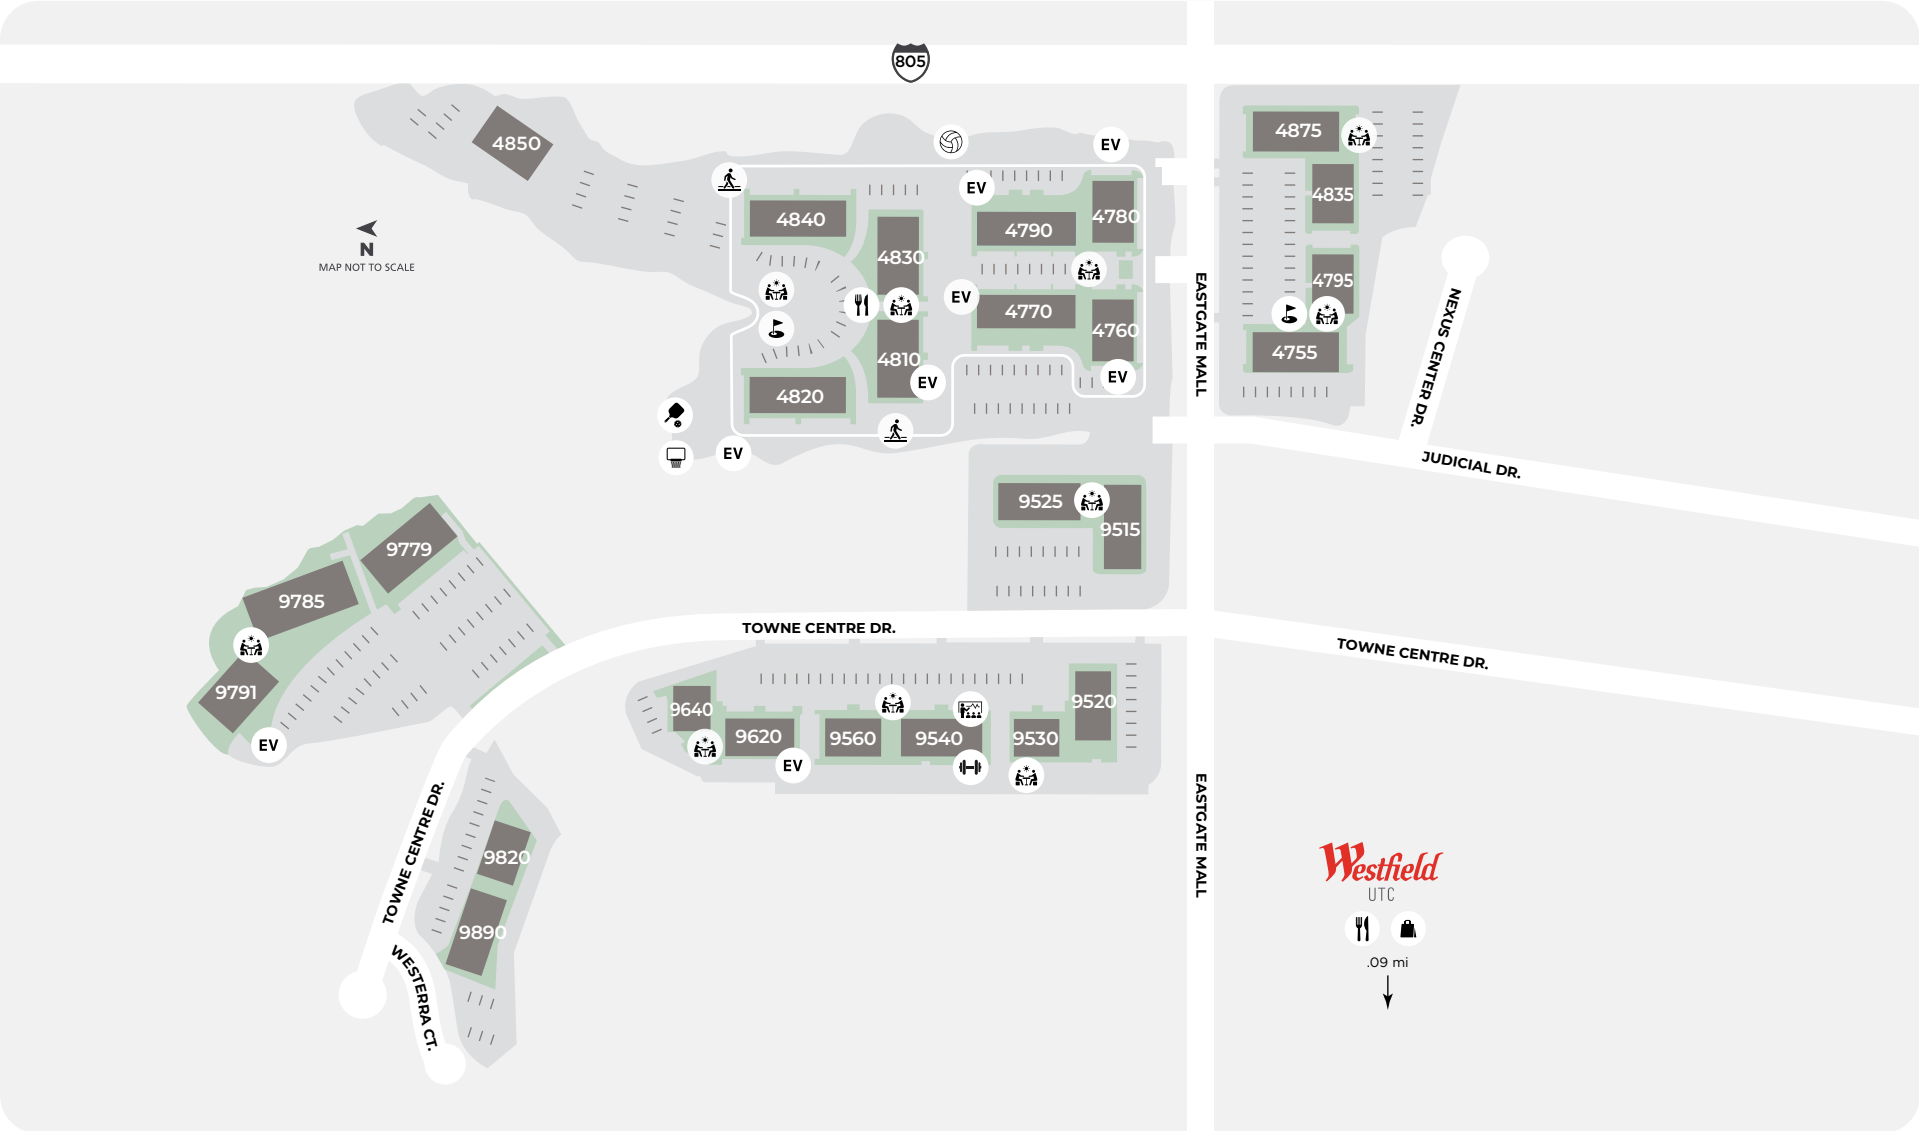 805
4850
EV
4875
4835
4840
EV
4780
4790
4830
N
MAP NOT TO SCALE
4795
EV
4770
4760
4810
EV
EV
4755
4820
EV
EASTGATE MALL
NEXUS CENTER DR.
JUDICIAL DR.
9525
9515
9779
9785
9791
EV
TOWNE CENTRE DR.
TOWNE CENTRE DR.
9640
9620
EV
9560
9540
9530
9520
TOWNE CENTRE DR.
9820
9890
WESTERRA CT.
EASTGATE MALL
Westfield
UTC
.09 mi